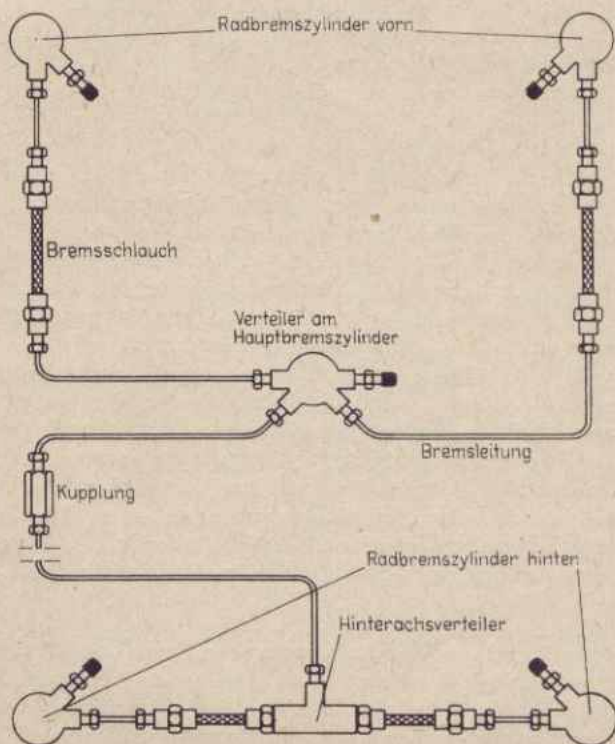 Radbremszylinder vorn
Bremsschlauch
Verteiler am
Hauptbremszylinder
Bremsleitung
Kupplung
Radbremszylinder hinten
Hinterachsverteiler